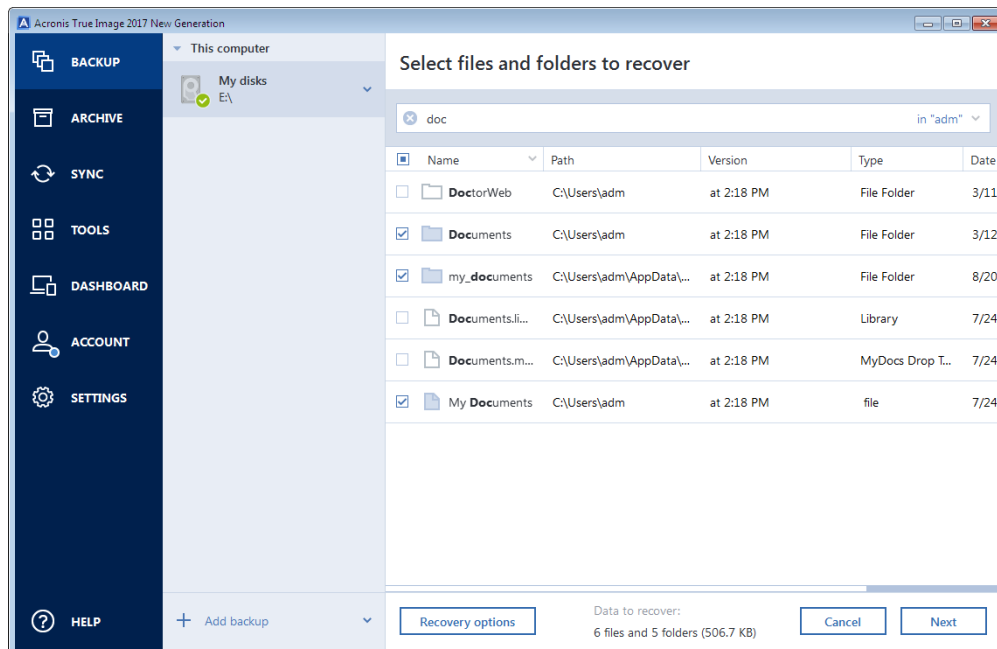 Acronis True Image 2017 New Generation
BACKUP
ARCHIVE
SYNC
TOOLS
DASHBOARD
ACCOUNT
SETTINGS
HELP
This computer
My disks
E:\
Add backup
Select files and folders to recover
doc in "adm"
Name Path Version Type Date
DoctorWeb C:\Users\adm at 2:18 PM File Folder 3/11
Documents C:\Users\adm at 2:18 PM File Folder 3/12
my_documents C:\Users\adm\AppData\... at 2:18 PM File Folder 8/20
Documents.li... C:\Users\adm\AppData\... at 2:18 PM Library 7/24
Documents.m... C:\Users\adm\AppData\... at 2:18 PM MyDocs Drop T... 7/24
My Documents C:\Users\adm at 2:18 PM file 7/24
Recovery options
Data to recover:
6 files and 5 folders (506.7 KB)
Cancel
Next